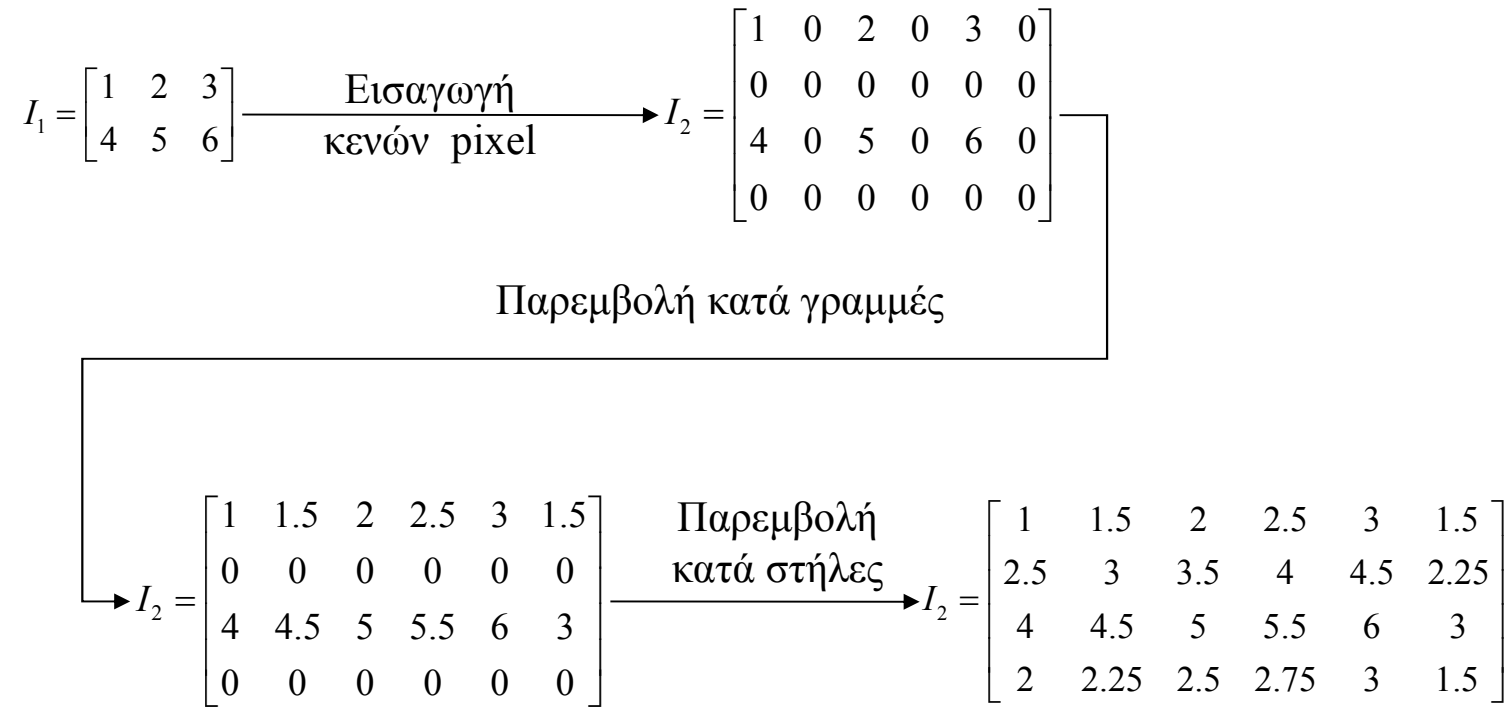 I₁ = [1 2 3
4 5 6]
Εισαγωγή
κενών pixel
I₂ = [1 0 2 0 3 0
0 0 0 0 0 0
4 0 5 0 6 0
0 0 0 0 0 0]
Παρεμβολή κατά γραμμές
I₂ = [1 1.5 2 2.5 3 1.5
0 0 0 0 0 0
4 4.5 5 5.5 6 3
0 0 0 0 0 0]
Παρεμβολή
κατά στήλες
I₂ = [1 1.5 2 2.5 3 1.5
2.5 3 3.5 4 4.5 2.25
4 4.5 5 5.5 6 3
2 2.25 2.5 2.75 3 1.5]